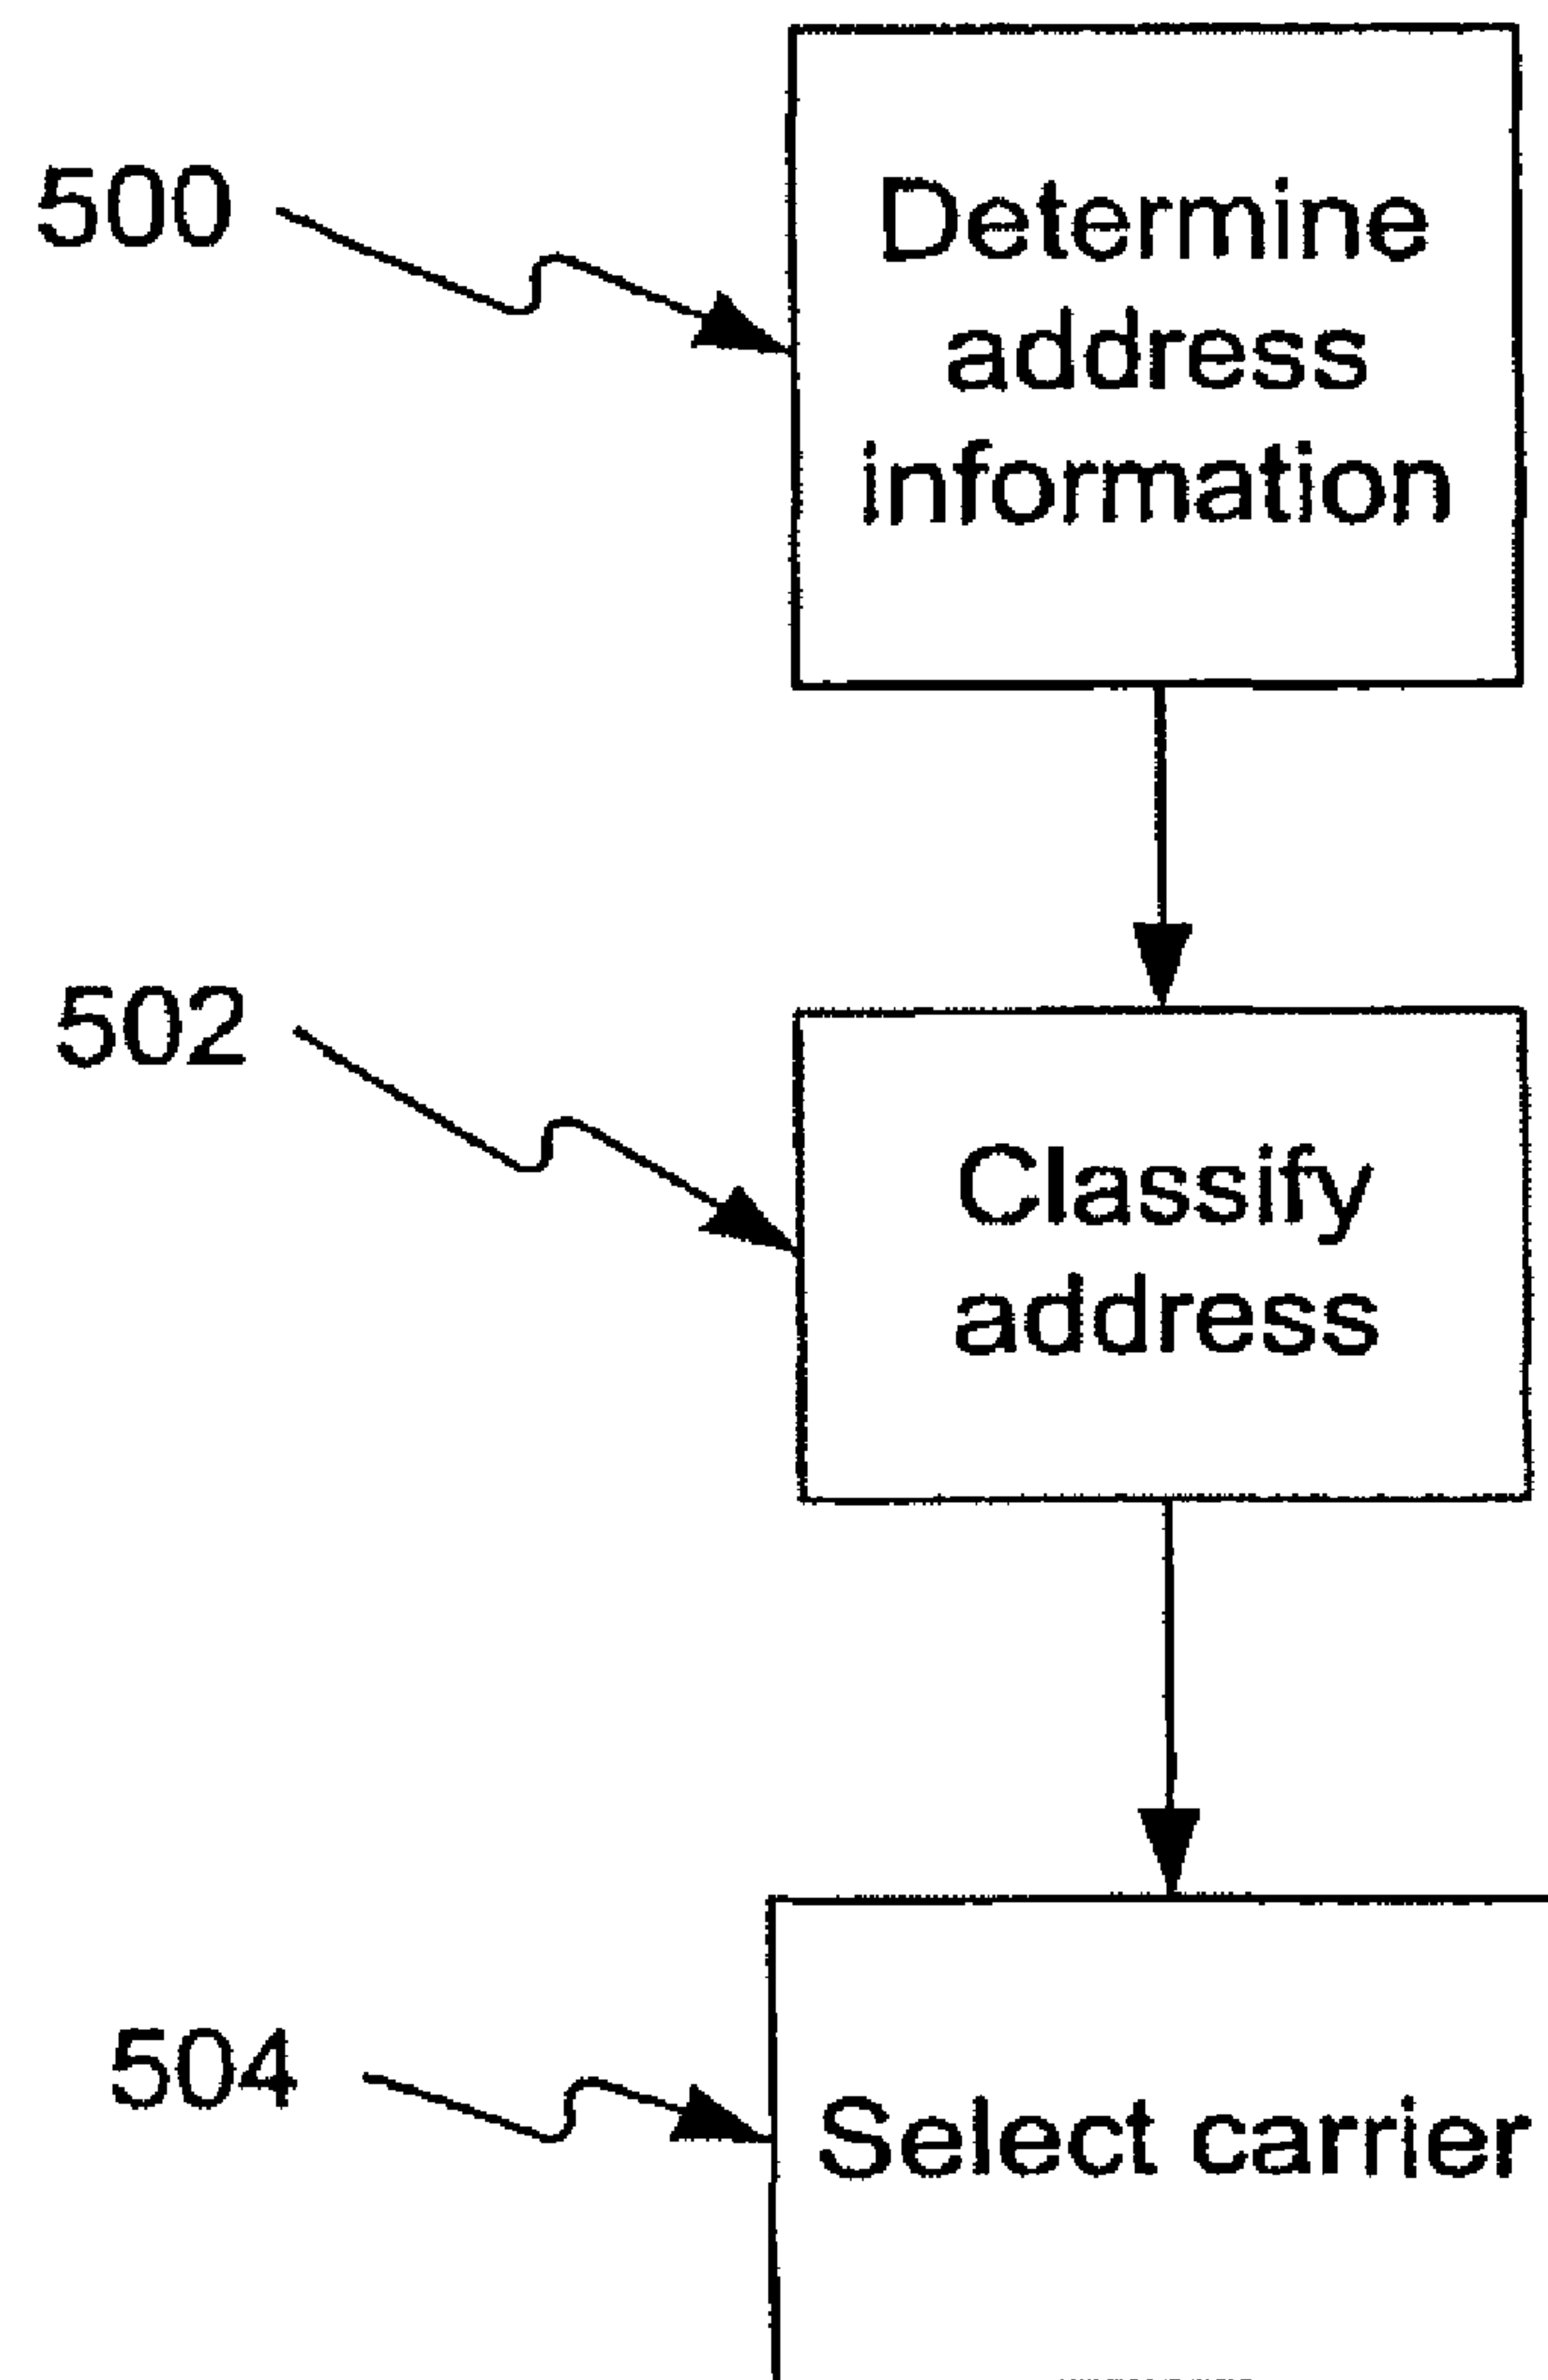 500
Determine
address
information
502
Classify
address
504
Select carrier